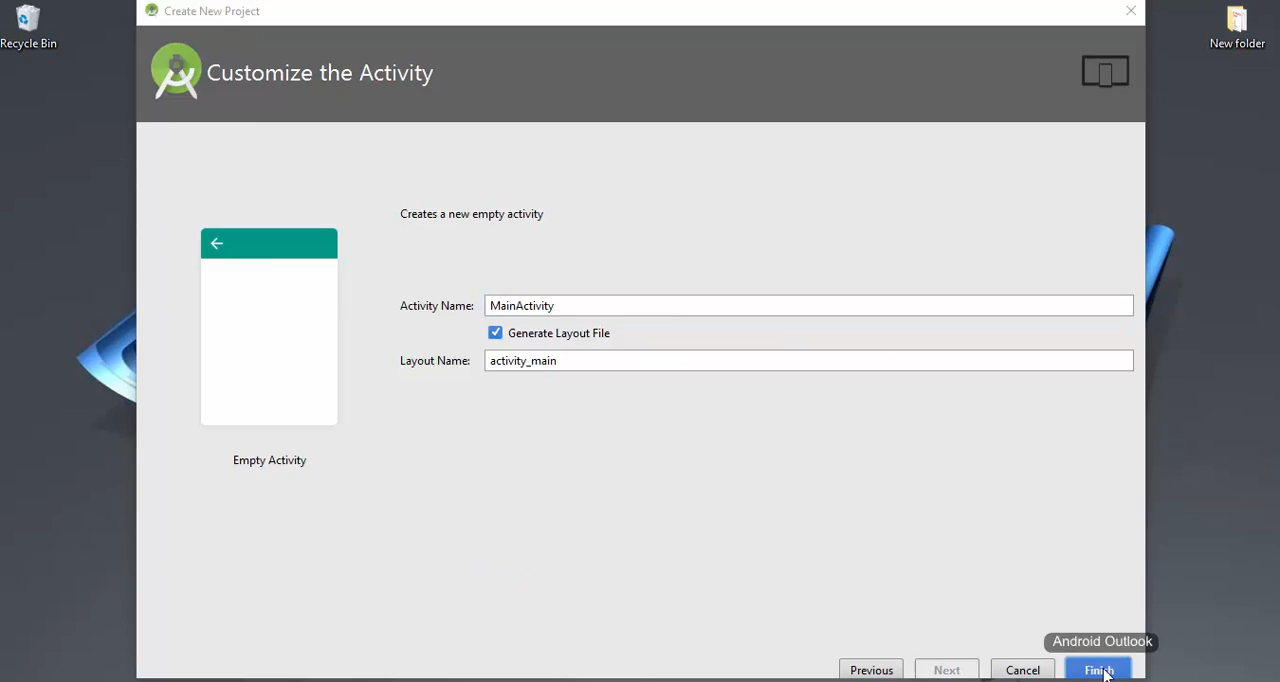 Create New Project
Recycle Bin
New folder
Customize the Activity
Creates a new empty activity
Activity Name: MainActivity
Generate Layout File
Layout Name: activity_main
Empty Activity
Android Outlook
Previous Next Cancel Finish